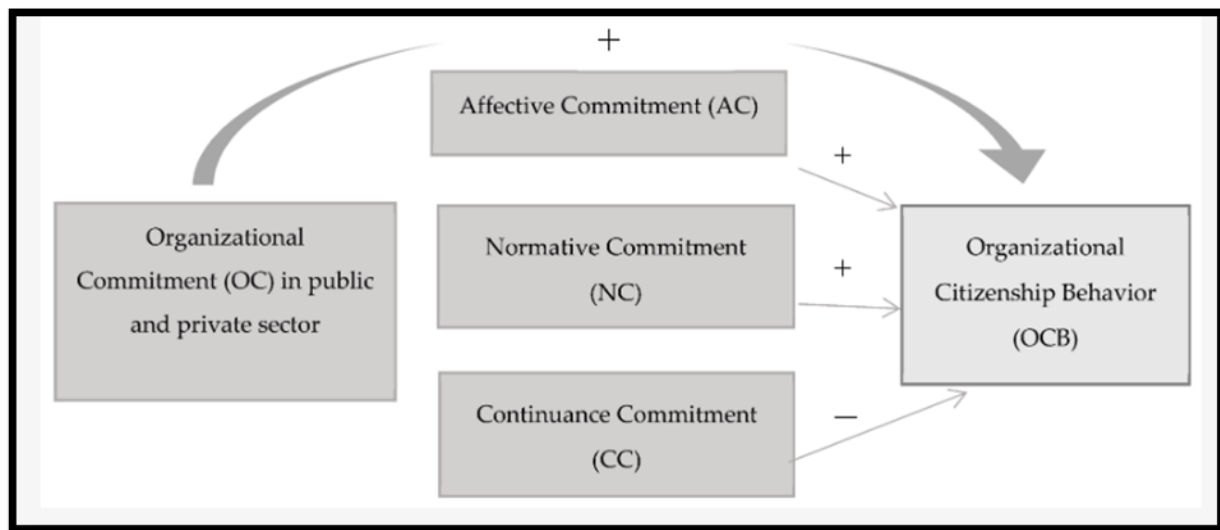 +
Affective Commitment (AC)
+
Organizational
Commitment (OC) in public
and private sector
Normative Commitment
(NC)
+
Organizational
Citizenship Behavior
(OCB)
Continuance Commitment
(CC)
—